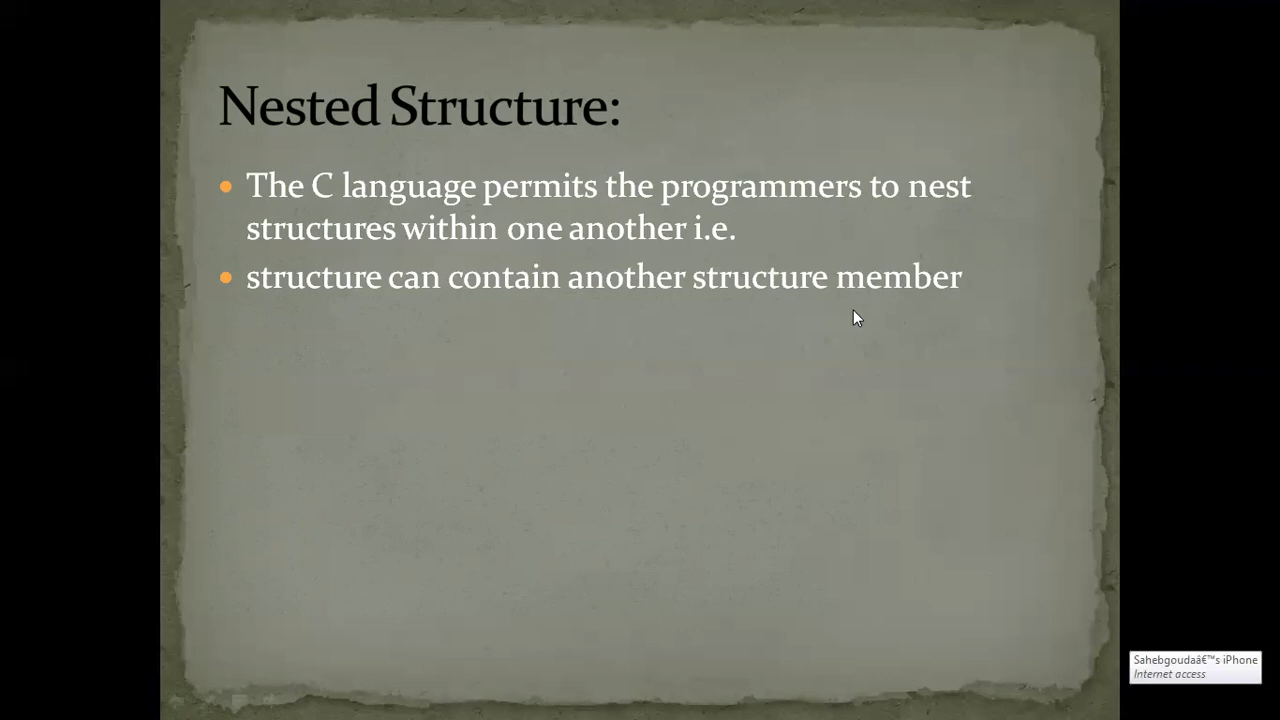 Nested Structure:
The C language permits the programmers to nest
structures within one another i.e.
structure can contain another structure member
Sahebgoudaâ€™s iPhone
Internet access